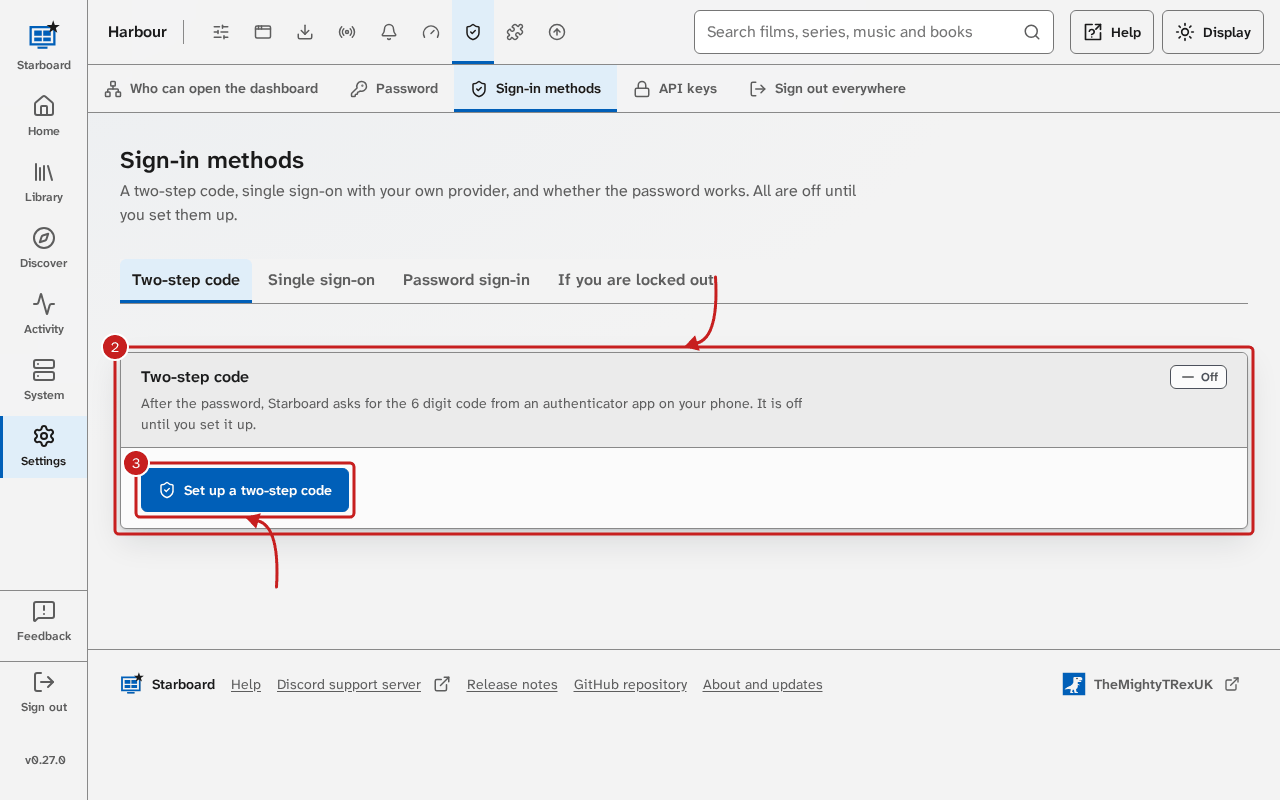 Starboard
Home
Library
Discover
Activity
System
Settings
Feedback
Sign out
v0.27.0
Harbour
Search films, series, music and books
Help
Display
Who can open the dashboard
Password
Sign-in methods
API keys
Sign out everywhere
Sign-in methods
A two-step code, single sign-on with your own provider, and whether the password works. All are off until
you set them up.
Two-step code
Single sign-on
Password sign-in
If you are locked out
2
Two-step code
Off
After the password, Starboard asks for the 6 digit code from an authenticator app on your phone. It is off
until you set it up.
3
Set up a two-step code
Starboard
Help
Discord support server
Release notes
GitHub repository
About and updates
TheMightyTRexUK